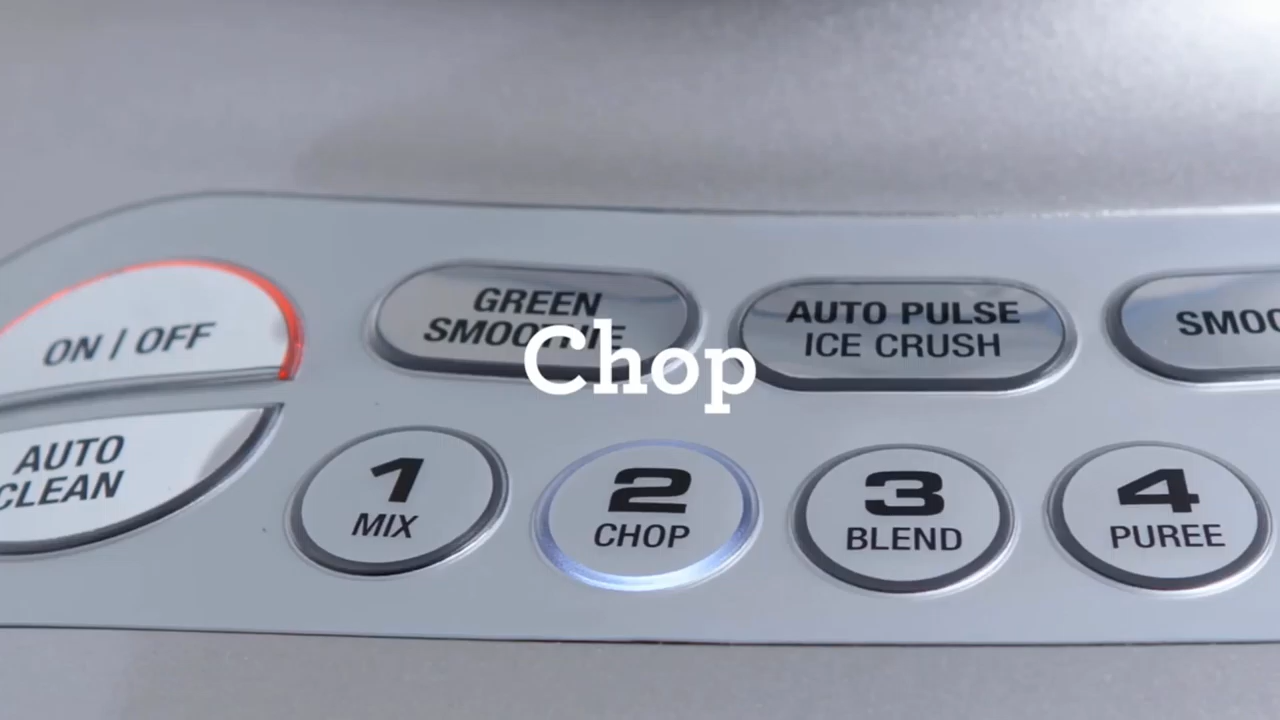 ON | OFF
GREEN
SMOOTHIE
AUTO PULSE
ICE CRUSH
SMOO
Chop
AUTO
CLEAN
1
MIX
2
CHOP
3
BLEND
4
PUREE